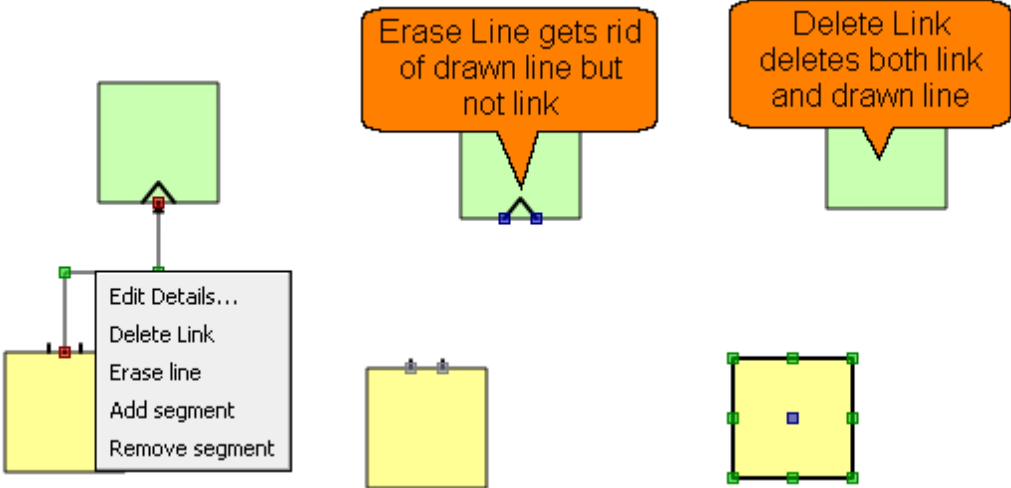 Erase Line gets rid
of drawn line but
not link
Delete Link
deletes both link
and drawn line
Edit Details...
Delete Link
Erase line
Add segment
Remove segment